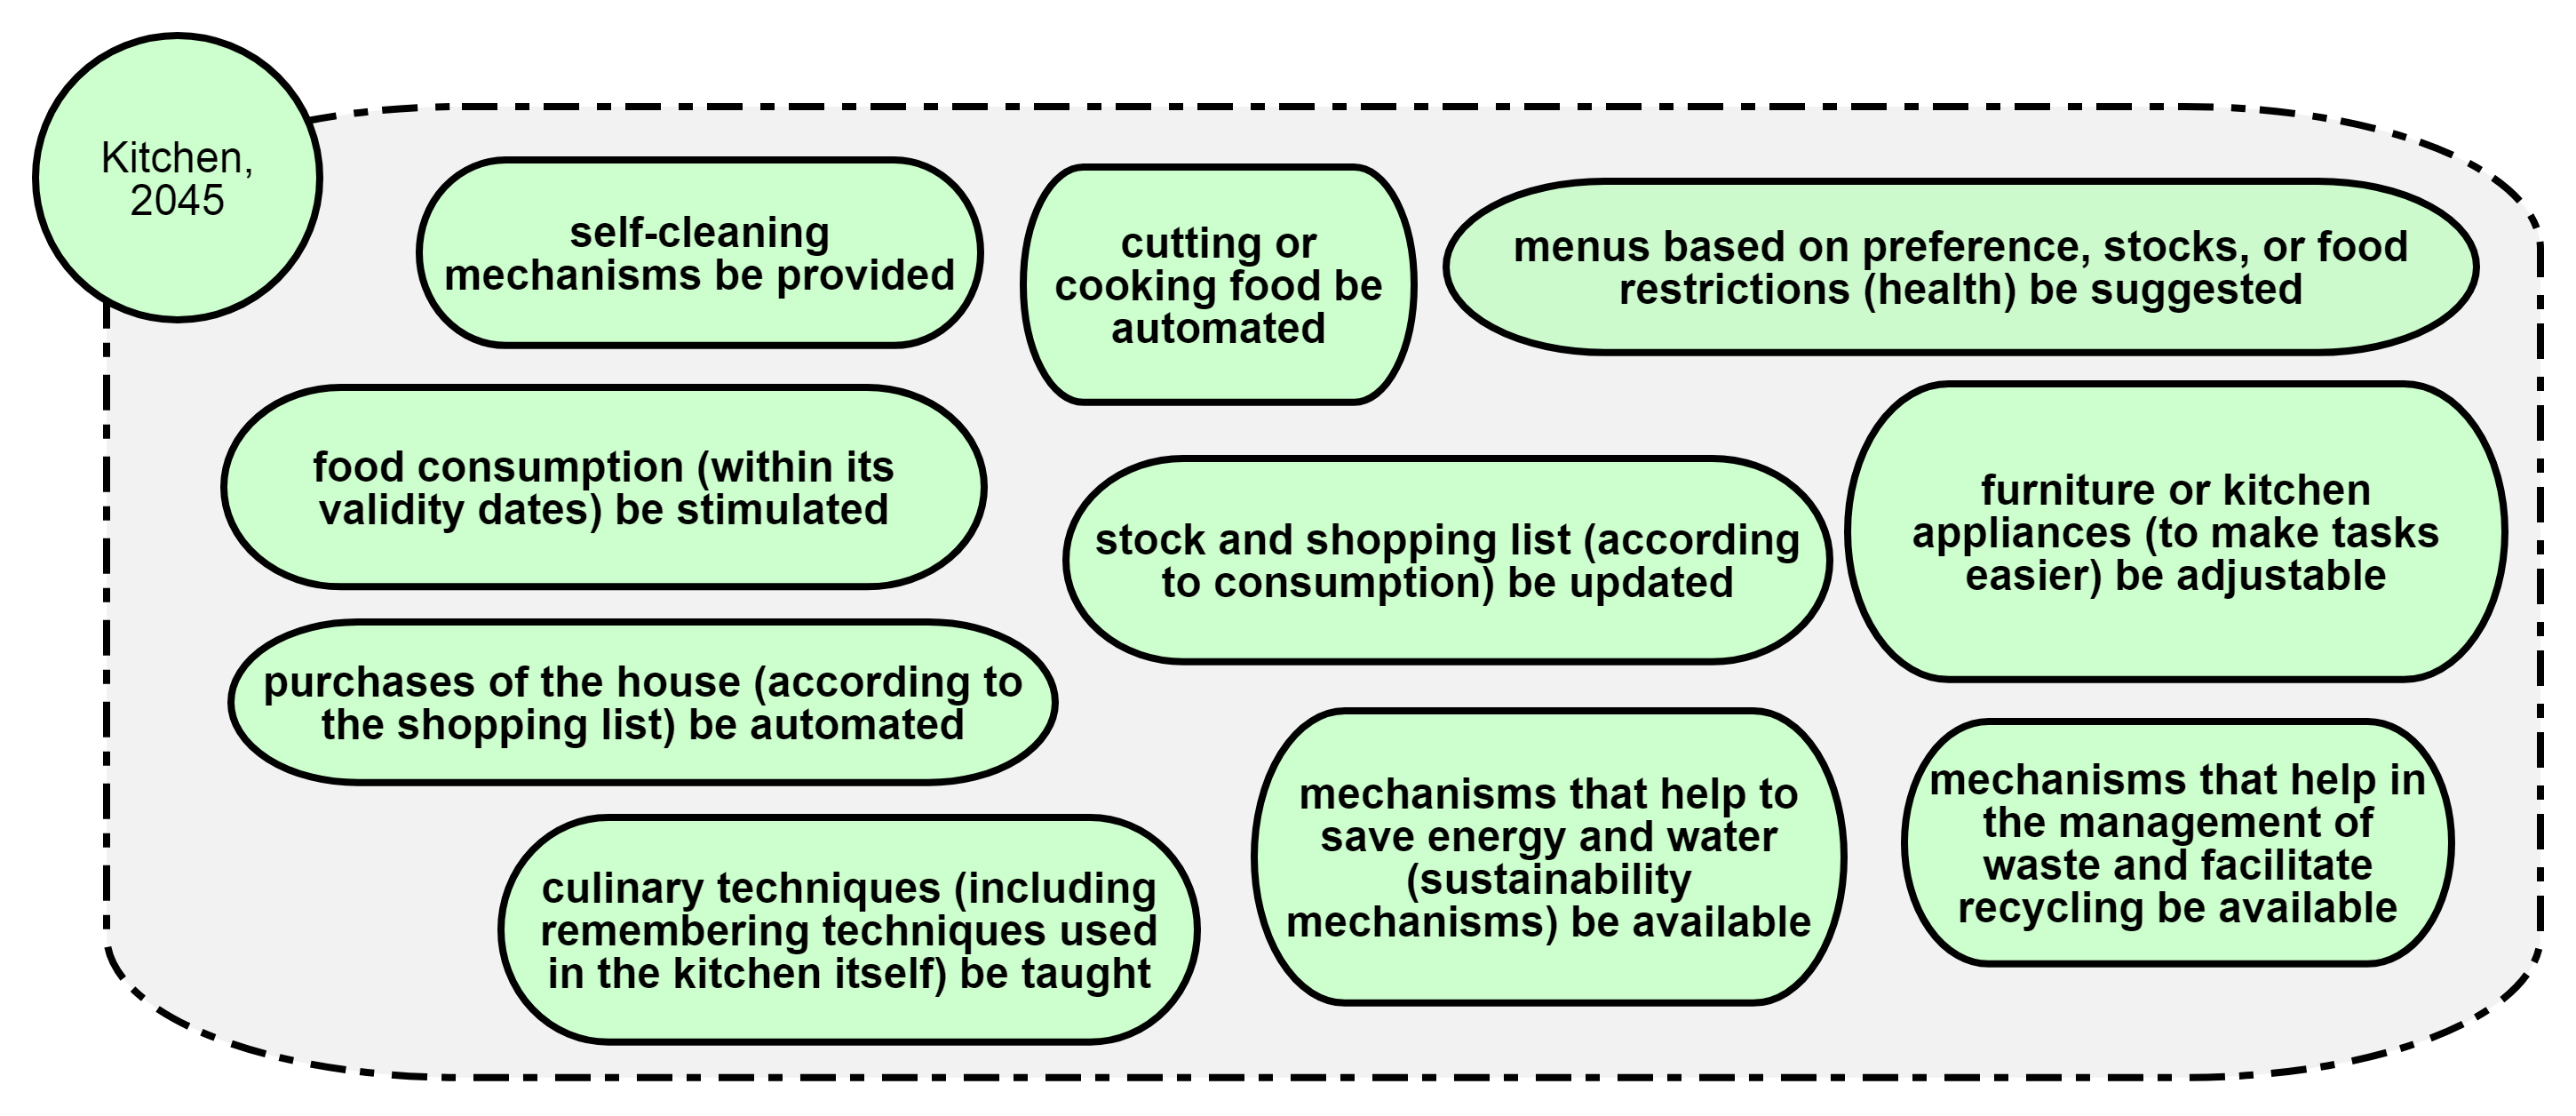 Kitchen,
2045
self-cleaning
mechanisms be provided
cutting or
cooking food be
automated
menus based on preference, stocks, or food
restrictions (health) be suggested
food consumption (within its
validity dates) be stimulated
stock and shopping list (according
to consumption) be updated
furniture or kitchen
appliances (to make tasks
easier) be adjustable
purchases of the house (according to
the shopping list) be automated
mechanisms that help to
save energy and water
(sustainability
mechanisms) be available
mechanisms that help in
the management of
waste and facilitate
recycling be available
culinary techniques (including
remembering techniques used
in the kitchen itself) be taught